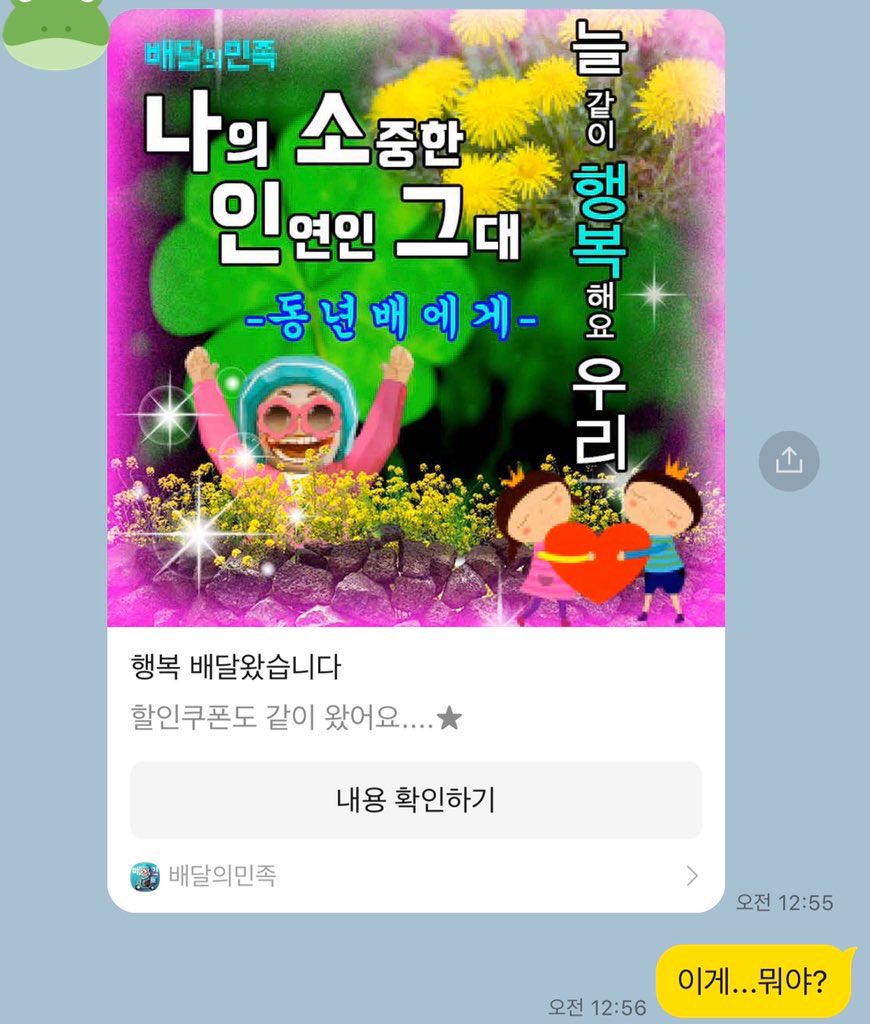 배달의민족
나의 소중한
인연인 그대
-동년배에게-
늘 같이 행복해요 우리
행복 배달왔습니다
할인쿠폰도 같이 왔어요....★
내용 확인하기
배달의민족
오전 12:55
이게...뭐야?
오전 12:56